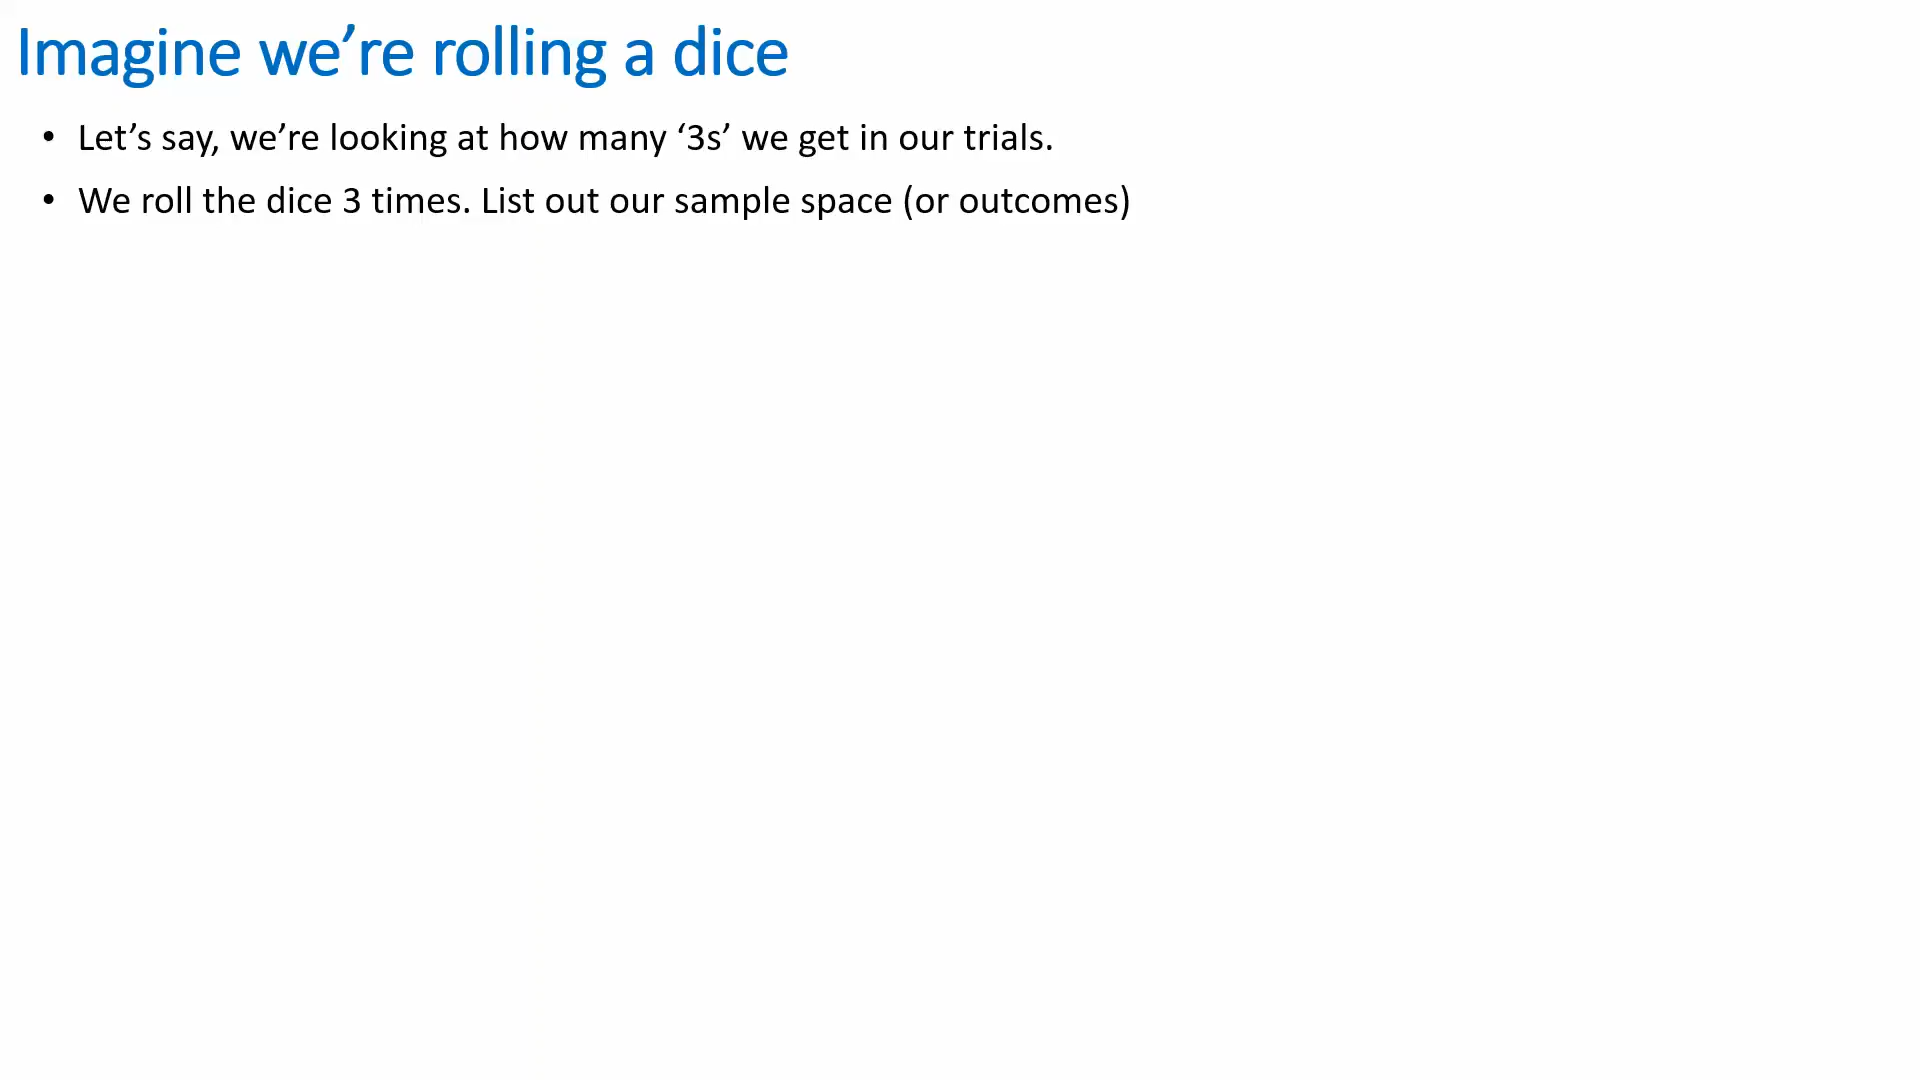 Imagine we’re rolling a dice
• Let’s say, we’re looking at how many ‘3s’ we get in our trials.
• We roll the dice 3 times. List out our sample space (or outcomes)